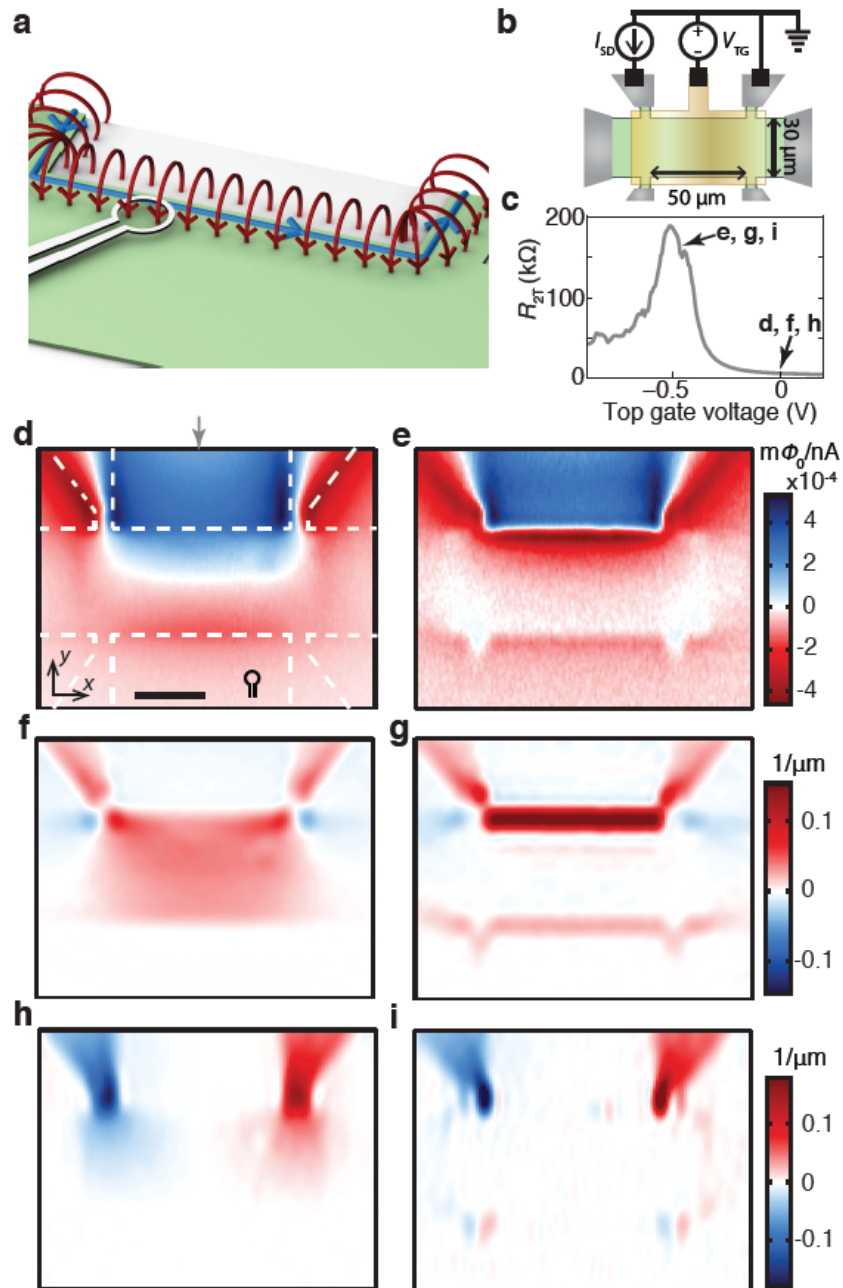 a
b
I_SD
+
−
V_TG
30 μm
50 μm
c
200
100
0
R_2T (kΩ)
e, g, i
d, f, h
−0.5
0
Top gate voltage (V)
d
e
mΦ_0/nA
x10^-4
4
2
0
-2
-4
y
x
f
g
1/μm
0.1
0
-0.1
h
i
1/μm
0.1
0
-0.1